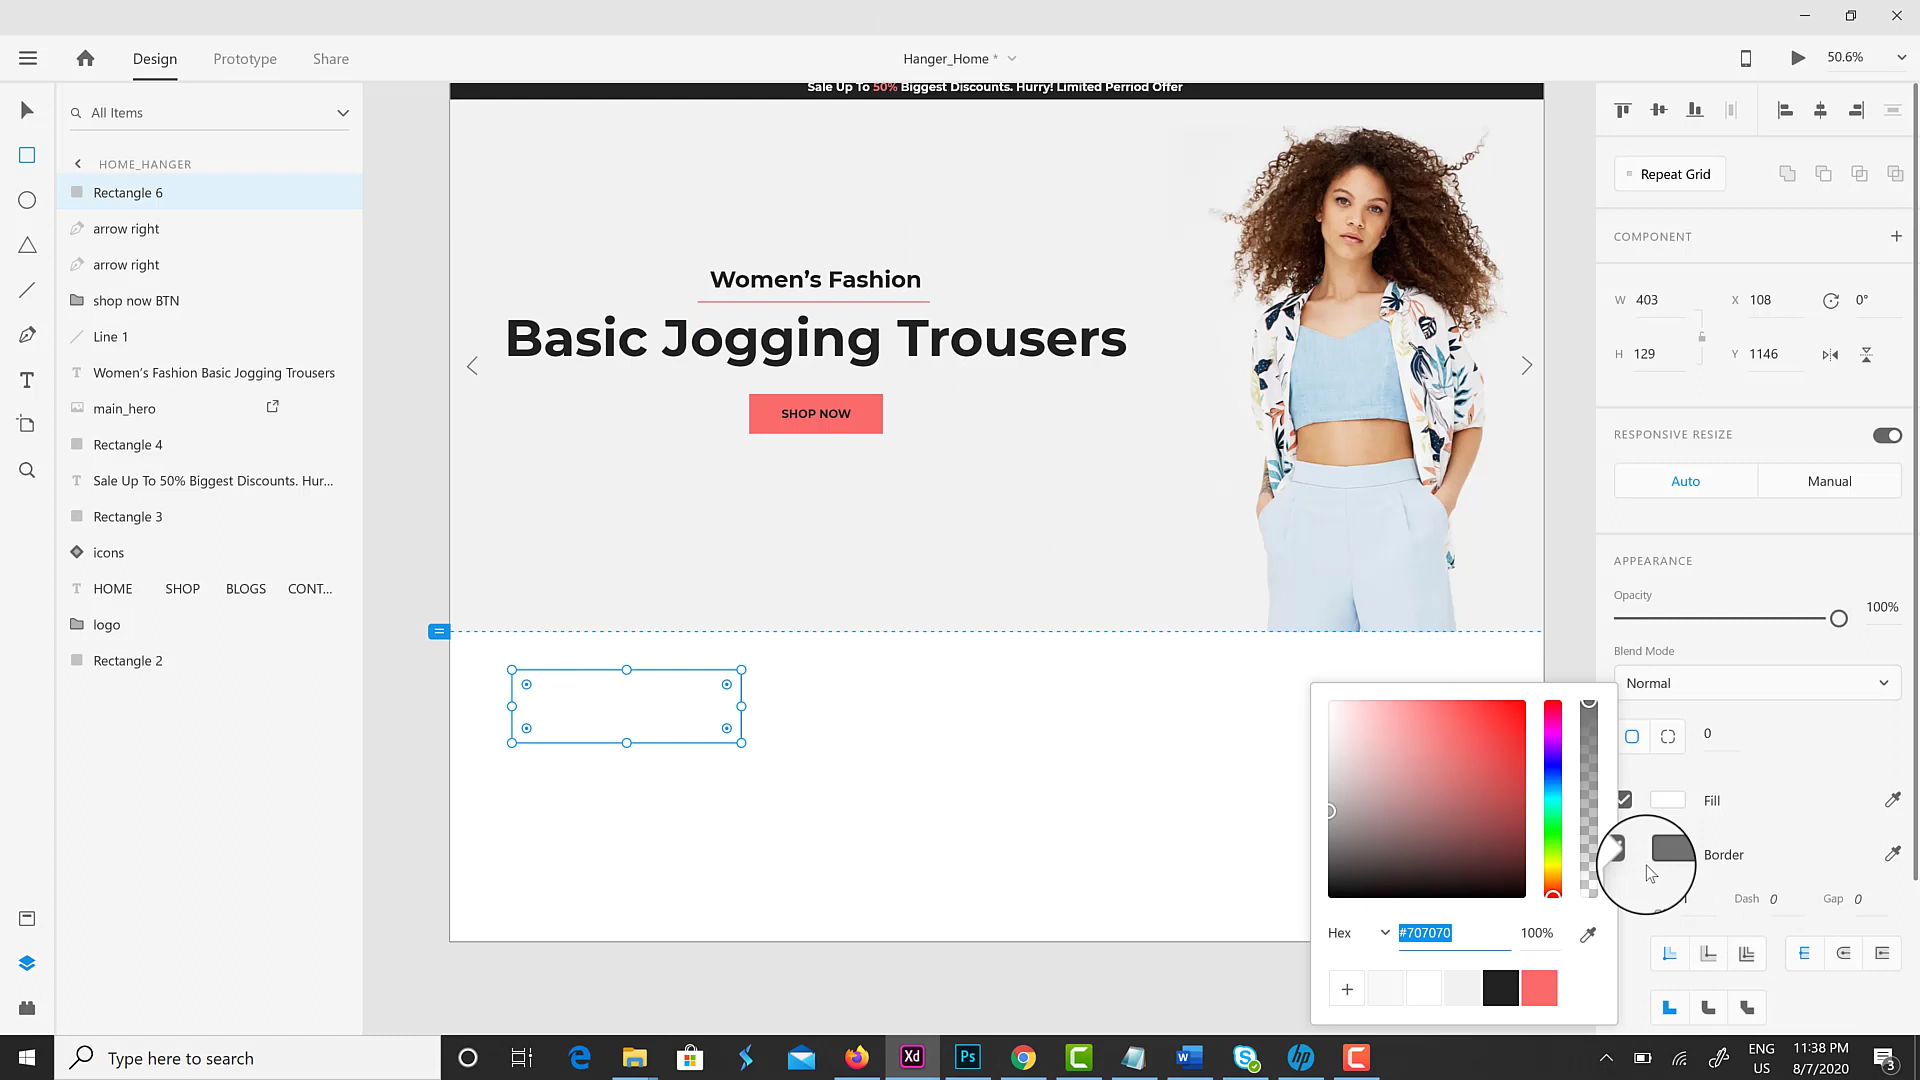 Design
Prototype
Share
Hanger_Home *
50.6%
All Items
HOME_HANGER
Rectangle 6
arrow right
arrow right
shop now BTN
Line 1
Women's Fashion Basic Jogging Trousers
main_hero
Rectangle 4
Sale Up To 50% Biggest Discounts. Hur...
Rectangle 3
icons
HOME SHOP BLOGS CONT...
logo
Rectangle 2
Sale Up To 50% Biggest Discounts. Hurry! Limited Perriod Offer
Women's Fashion
Basic Jogging Trousers
SHOP NOW
Repeat Grid
COMPONENT
W 403 X 108 0°
H 129 Y 1146
RESPONSIVE RESIZE
Auto Manual
APPEARANCE
Opacity
100%
Blend Mode
Normal
0
Fill
Border
Dash 0 Gap 0
Hex #707070 100%
Type here to search
Xd
Ps
ENG
US
11:38 PM
8/7/2020
3